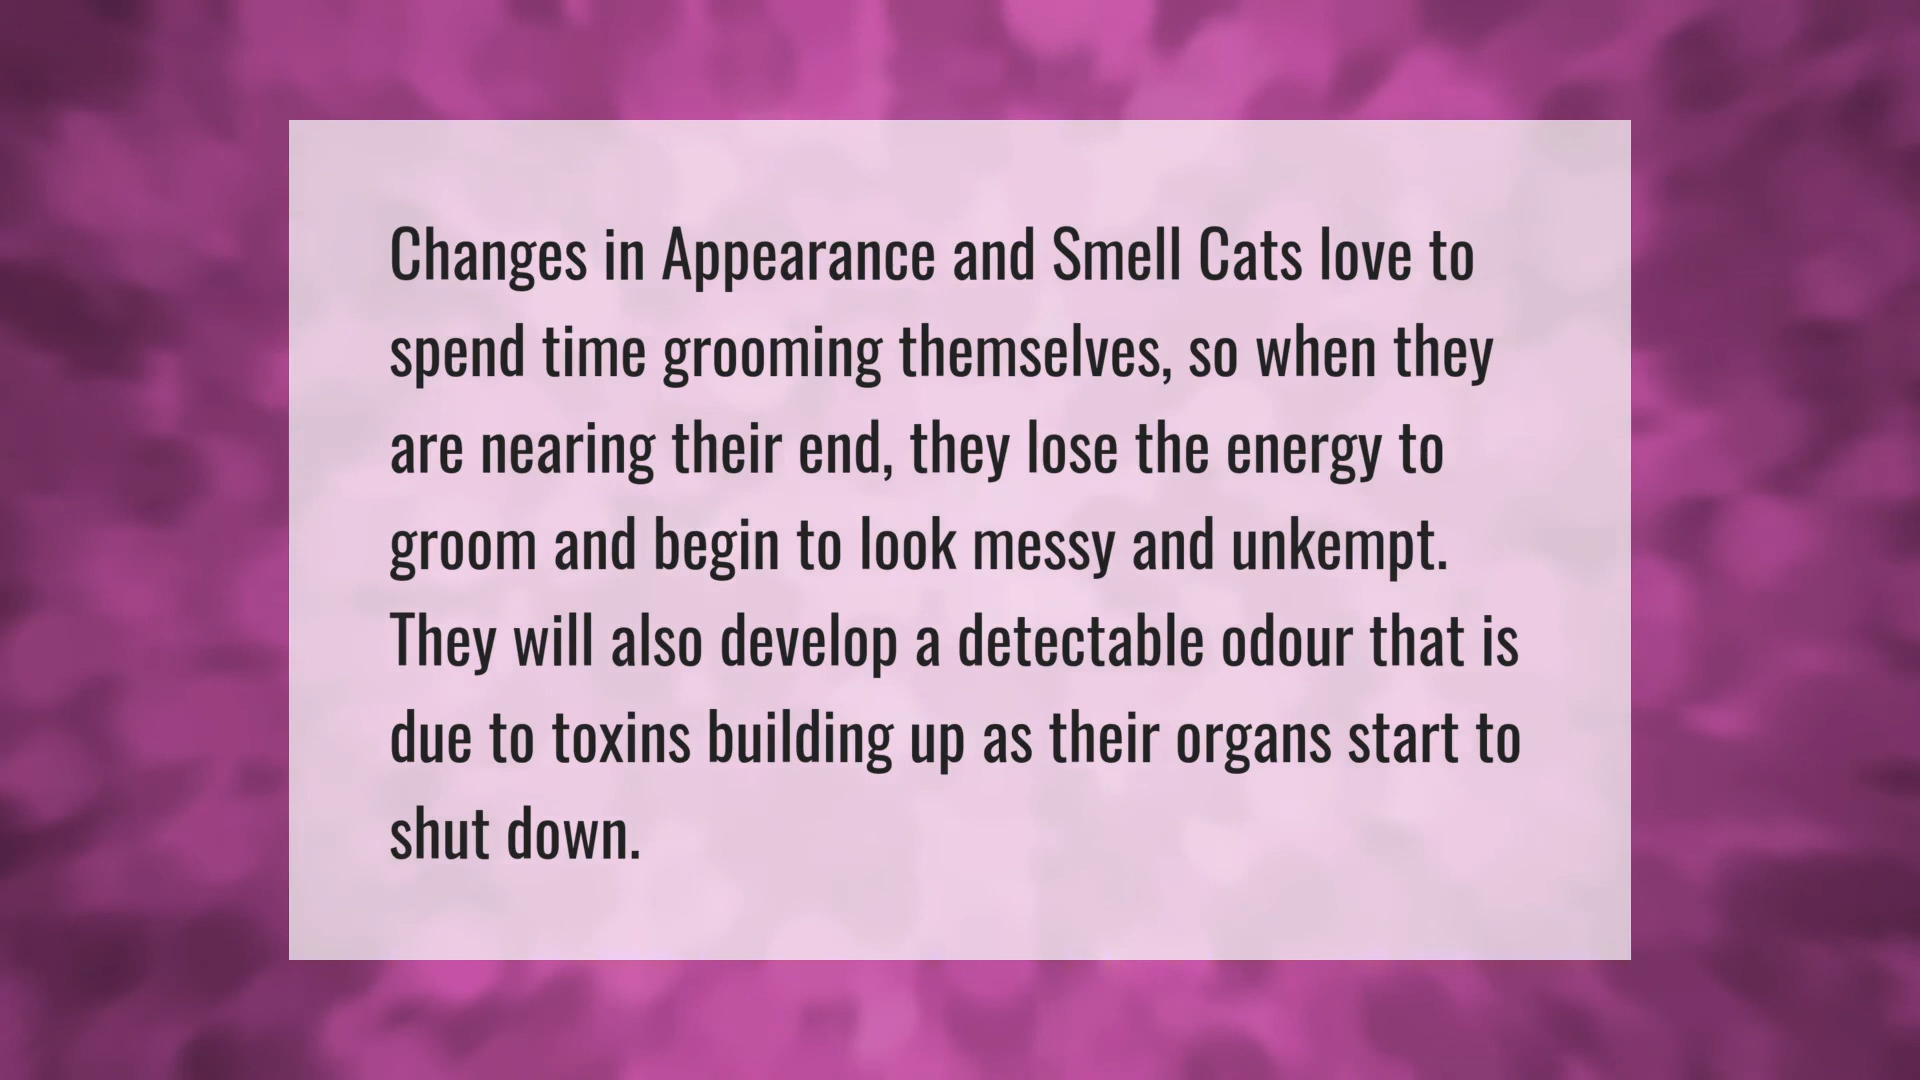 Changes in Appearance and Smell Cats love to
spend time grooming themselves, so when they
are nearing their end, they lose the energy to
groom and begin to look messy and unkempt.
They will also develop a detectable odour that is
due to toxins building up as their organs start to
shut down.